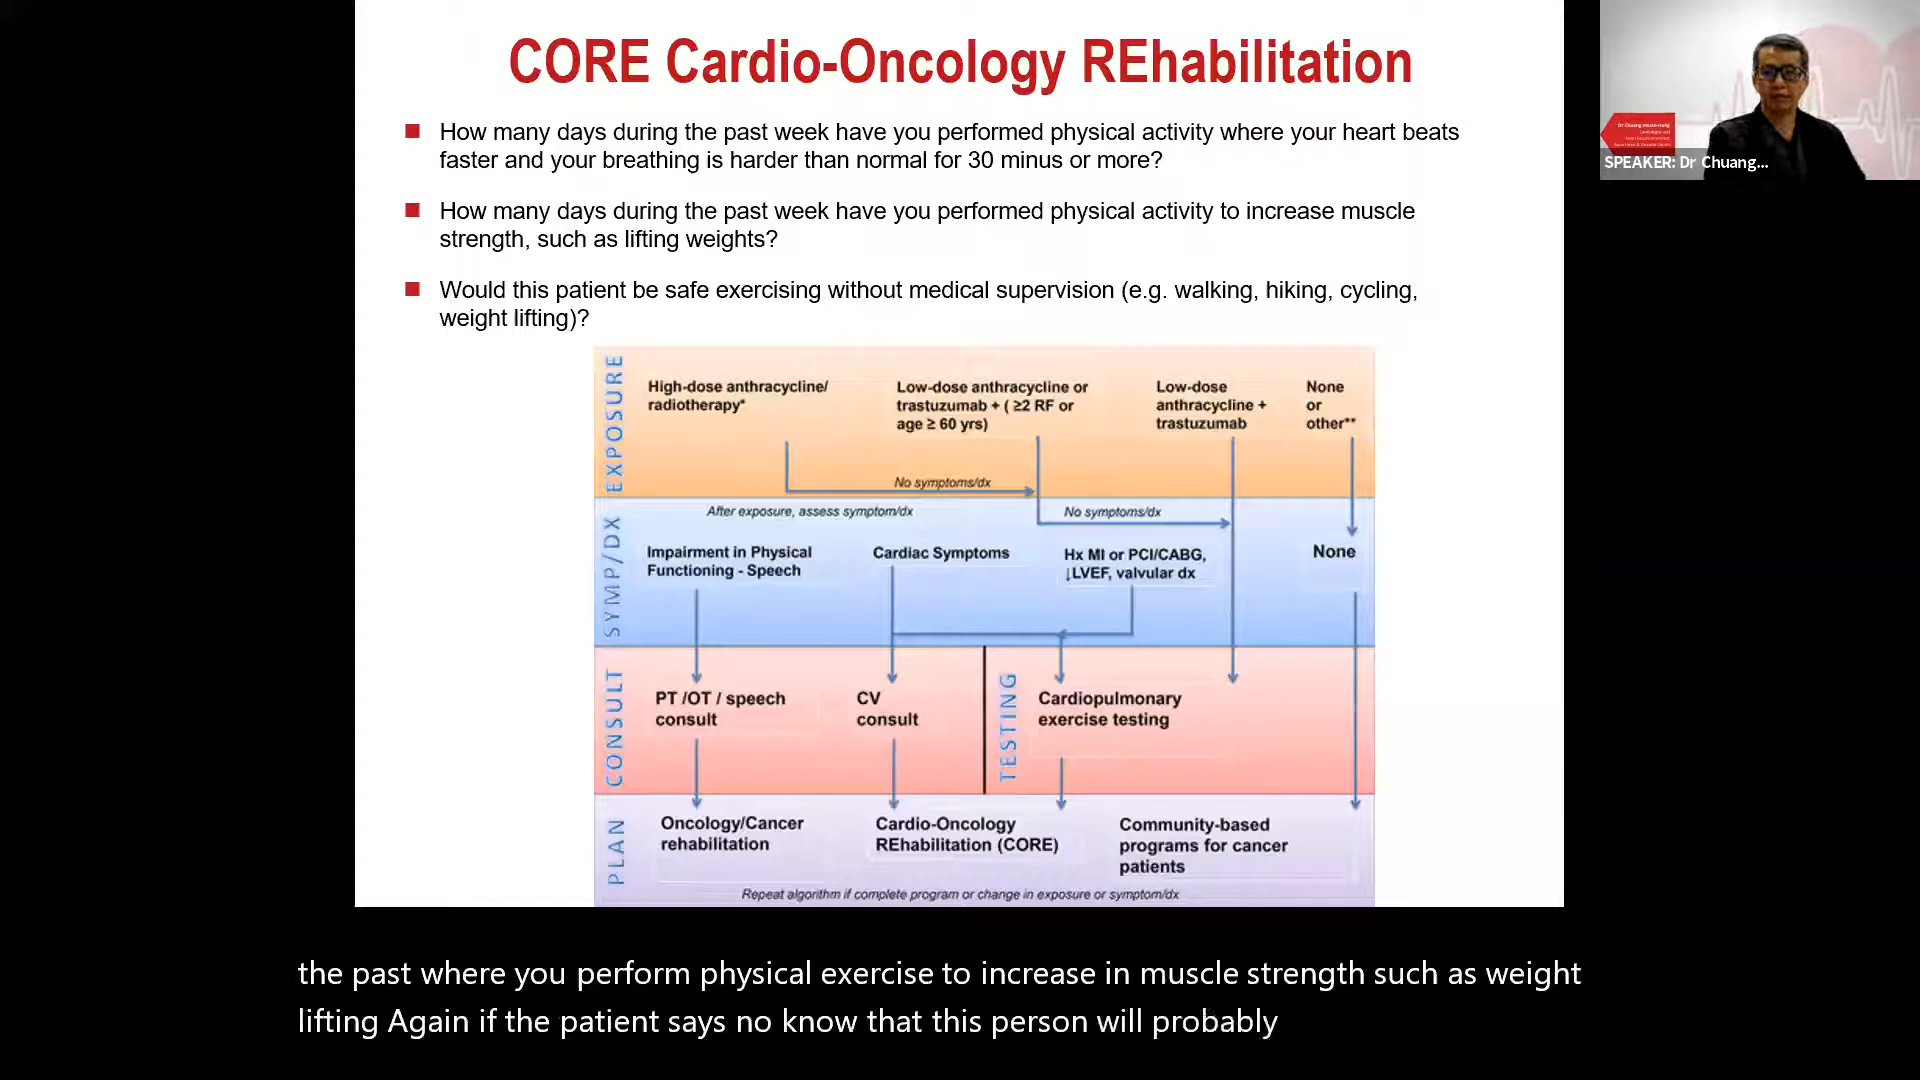 CORE Cardio-Oncology REhabilitation
How many days during the past week have you performed physical activity where your heart beats
faster and your breathing is harder than normal for 30 minus or more?
How many days during the past week have you performed physical activity to increase muscle
strength, such as lifting weights?
Would this patient be safe exercising without medical supervision (e.g. walking, hiking, cycling,
weight lifting)?
EXPOSURE
High-dose anthracycline/
radiotherapy*
Low-dose anthracycline or
trastuzumab + ( ≥2 RF or
age ≥ 60 yrs)
Low-dose
anthracycline +
trastuzumab
None
or
other**
No symptoms/dx
SYMP/DX
After exposure, assess symptom/dx
No symptoms/dx
Impairment in Physical
Functioning - Speech
Cardiac Symptoms
Hx MI or PCI/CABG,
↓LVEF, valvular dx
None
CONSULT
PT /OT / speech
consult
CV
consult
TESTING
Cardiopulmonary
exercise testing
PLAN
Oncology/Cancer
rehabilitation
Cardio-Oncology
REhabilitation (CORE)
Community-based
programs for cancer
patients
Repeat algorithm if complete program or change in exposure or symptom/dx
SPEAKER: Dr Chuang...
the past where you perform physical exercise to increase in muscle strength such as weight
lifting Again if the patient says no know that this person will probably